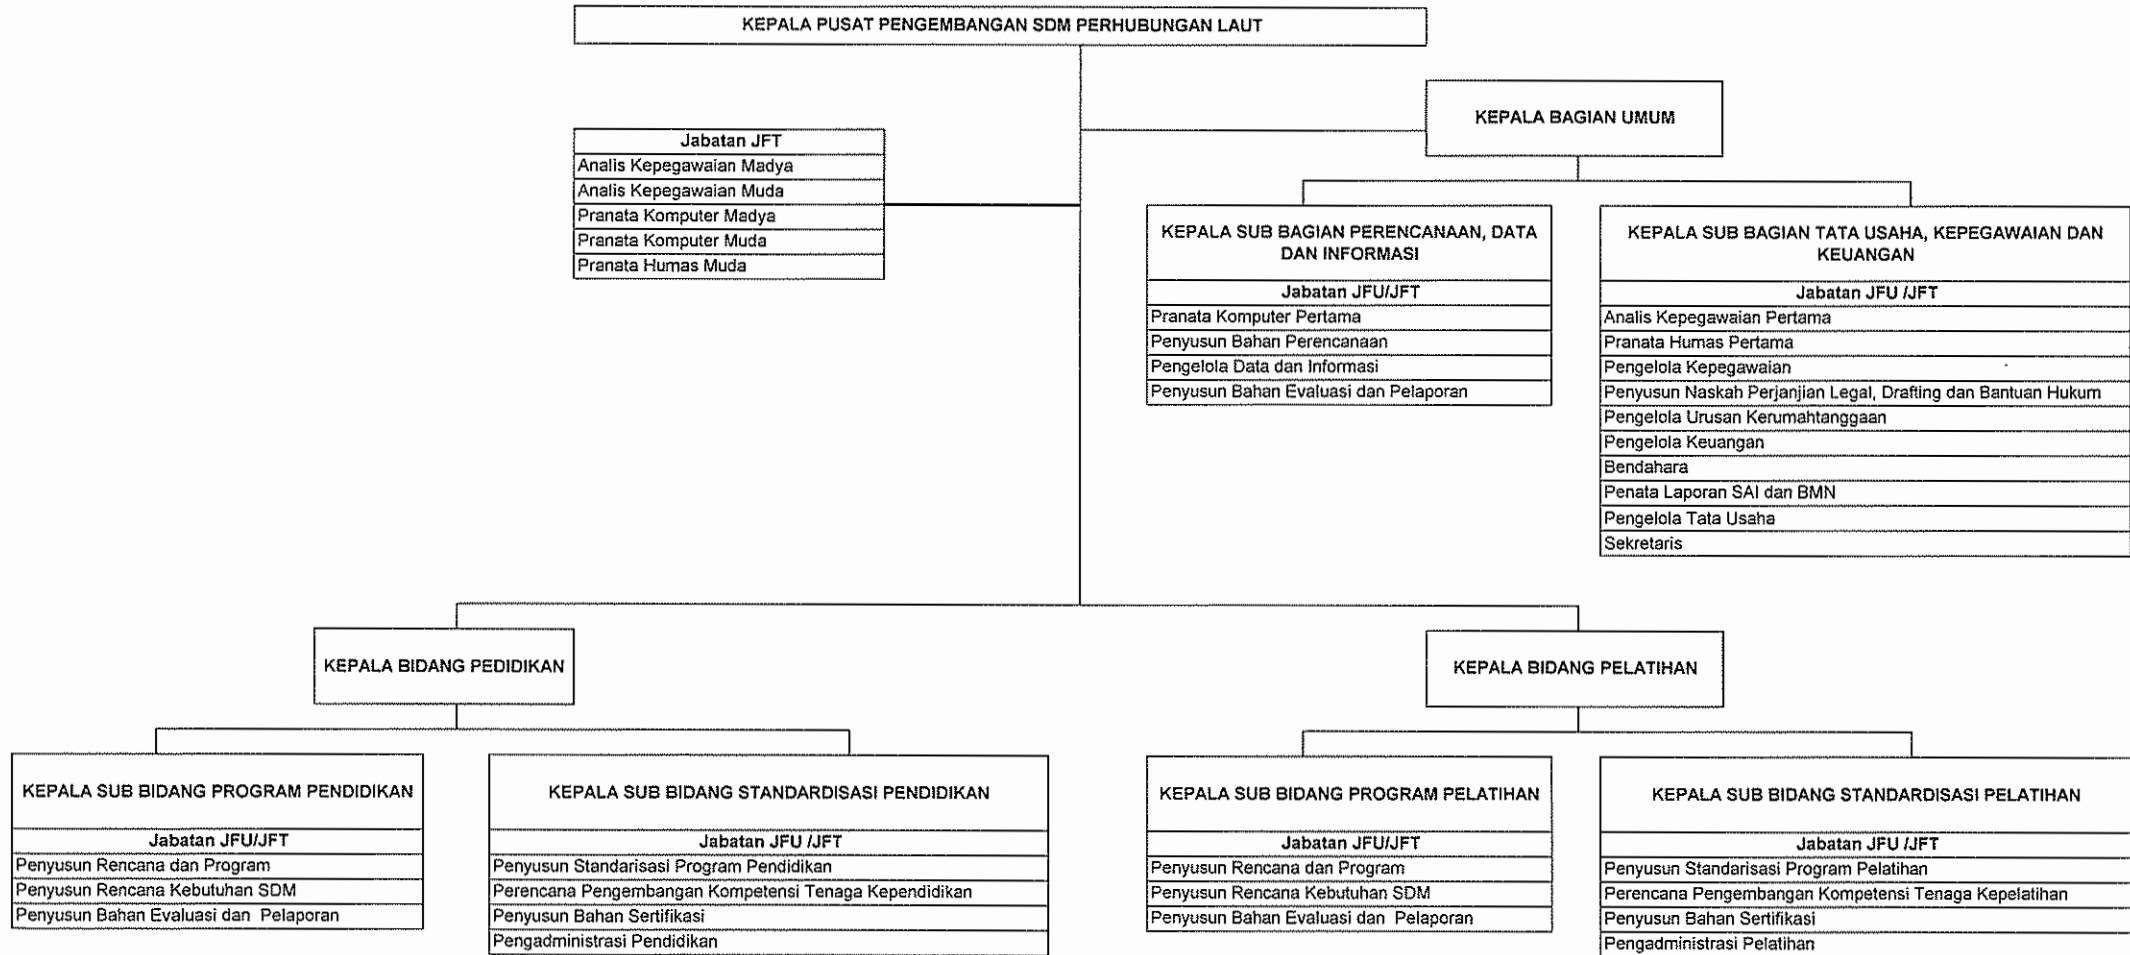 KEPALA PUSAT PENGEMBANGAN SDM PERHUBUNGAN LAUT
KEPALA BAGIAN UMUM
Jabatan JFT
Analis Kepegawaian Madya
Analis Kepegawaian Muda
Pranata Komputer Madya
Pranata Komputer Muda
Pranata Humas Muda
KEPALA SUB BAGIAN PERENCANAAN, DATA
DAN INFORMASI
Jabatan JFU/JFT
Pranata Komputer Pertama
Penyusun Bahan Perencanaan
Pengelola Data dan Informasi
Penyusun Bahan Evaluasi dan Pelaporan
KEPALA SUB BAGIAN TATA USAHA, KEPEGAWAIAN DAN
KEUANGAN
Jabatan JFU /JFT
Analis Kepegawaian Pertama
Pranata Humas Pertama
Pengelola Kepegawaian
Penyusun Naskah Perjanjian Legal, Drafting dan Bantuan Hukum
Pengelola Urusan Kerumahtanggaan
Pengelola Keuangan
Bendahara
Penata Laporan SAI dan BMN
Pengelola Tata Usaha
Sekretaris
KEPALA BIDANG PEDIDIKAN
KEPALA BIDANG PELATIHAN
KEPALA SUB BIDANG PROGRAM PENDIDIKAN
Jabatan JFU/JFT
Penyusun Rencana dan Program
Penyusun Rencana Kebutuhan SDM
Penyusun Bahan Evaluasi dan Pelaporan
KEPALA SUB BIDANG STANDARDISASI PENDIDIKAN
Jabatan JFU /JFT
Penyusun Standarisasi Program Pendidikan
Perencana Pengembangan Kompetensi Tenaga Kependidikan
Penyusun Bahan Sertifikasi
Pengadministrasi Pendidikan
KEPALA SUB BIDANG PROGRAM PELATIHAN
Jabatan JFU/JFT
Penyusun Rencana dan Program
Penyusun Rencana Kebutuhan SDM
Penyusun Bahan Evaluasi dan Pelaporan
KEPALA SUB BIDANG STANDARDISASI PELATIHAN
Jabatan JFU /JFT
Penyusun Standarisasi Program Pelatihan
Perencana Pengembangan Kompetensi Tenaga Kepelatihan
Penyusun Bahan Sertifikasi
Pengadministrasi Pelatihan